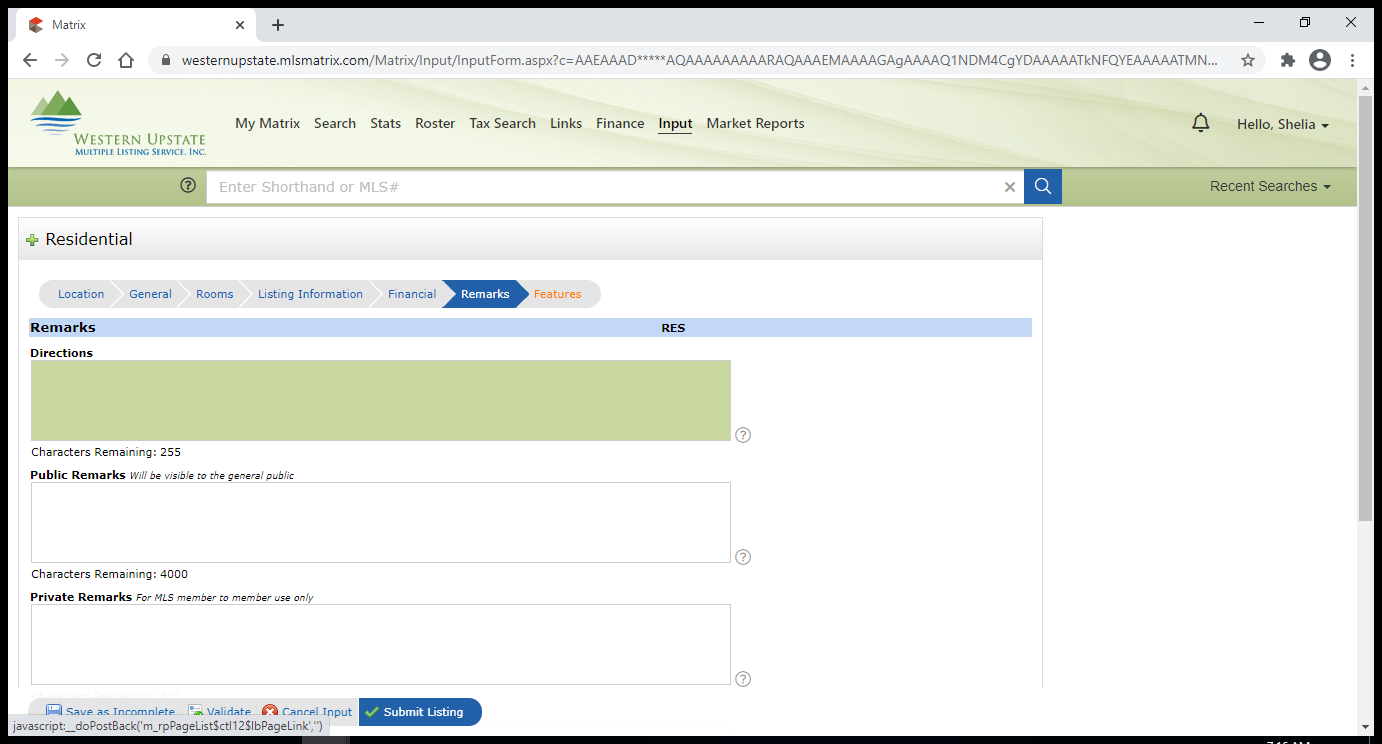 Matrix
westernupstate.mlsmatrix.com/Matrix/Input/InputForm.aspx?c=AAEAAAD*****AQAAAAAAAAARAQAAAEMAAAAGAgAAAAQ1NDM4CgYDAAAAATkNFQYEAAAAATMN...
WESTERN UPSTATE
MULTIPLE LISTING SERVICE, INC.
My Matrix Search Stats Roster Tax Search Links Finance Input Market Reports
Hello, Shelia
Enter Shorthand or MLS#
Recent Searches
Residential
Location General Rooms Listing Information Financial Remarks Features
Remarks RES
Directions
Characters Remaining: 255
Public Remarks Will be visible to the general public
Characters Remaining: 4000
Private Remarks For MLS member to member use only
Characters Remaining: 512
Save as Incomplete Validate Cancel Input Submit Listing
javascript:__doPostBack('m_rpPageList$ctl12$lbPageLink','')